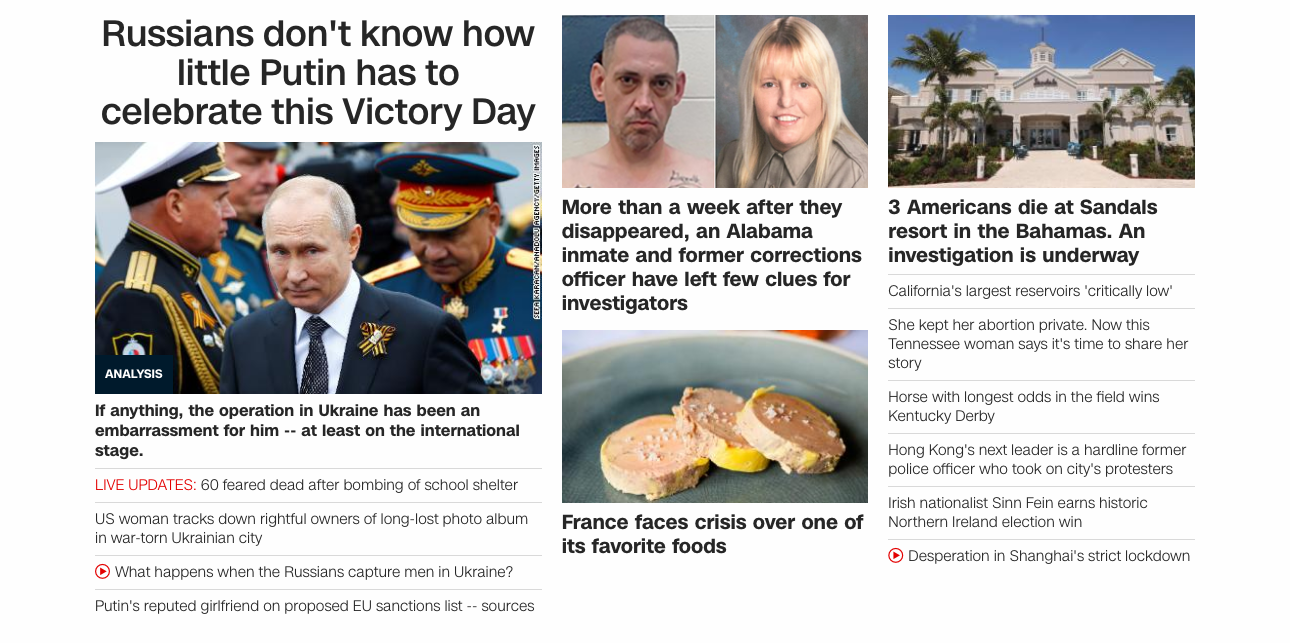 Russians don't know how
little Putin has to
celebrate this Victory Day
SEFA KARACAN/ANADOLU AGENCY/GETTY IMAGES
ANALYSIS
If anything, the operation in Ukraine has been an
embarrassment for him -- at least on the international
stage.
LIVE UPDATES: 60 feared dead after bombing of school shelter
US woman tracks down rightful owners of long-lost photo album
in war-torn Ukrainian city
What happens when the Russians capture men in Ukraine?
Putin's reputed girlfriend on proposed EU sanctions list -- sources
More than a week after they
disappeared, an Alabama
inmate and former corrections
officer have left few clues for
investigators
France faces crisis over one of
its favorite foods
Sandals
3 Americans die at Sandals
resort in the Bahamas. An
investigation is underway
California's largest reservoirs 'critically low'
She kept her abortion private. Now this
Tennessee woman says it's time to share her
story
Horse with longest odds in the field wins
Kentucky Derby
Hong Kong's next leader is a hardline former
police officer who took on city's protesters
Irish nationalist Sinn Fein earns historic
Northern Ireland election win
Desperation in Shanghai's strict lockdown